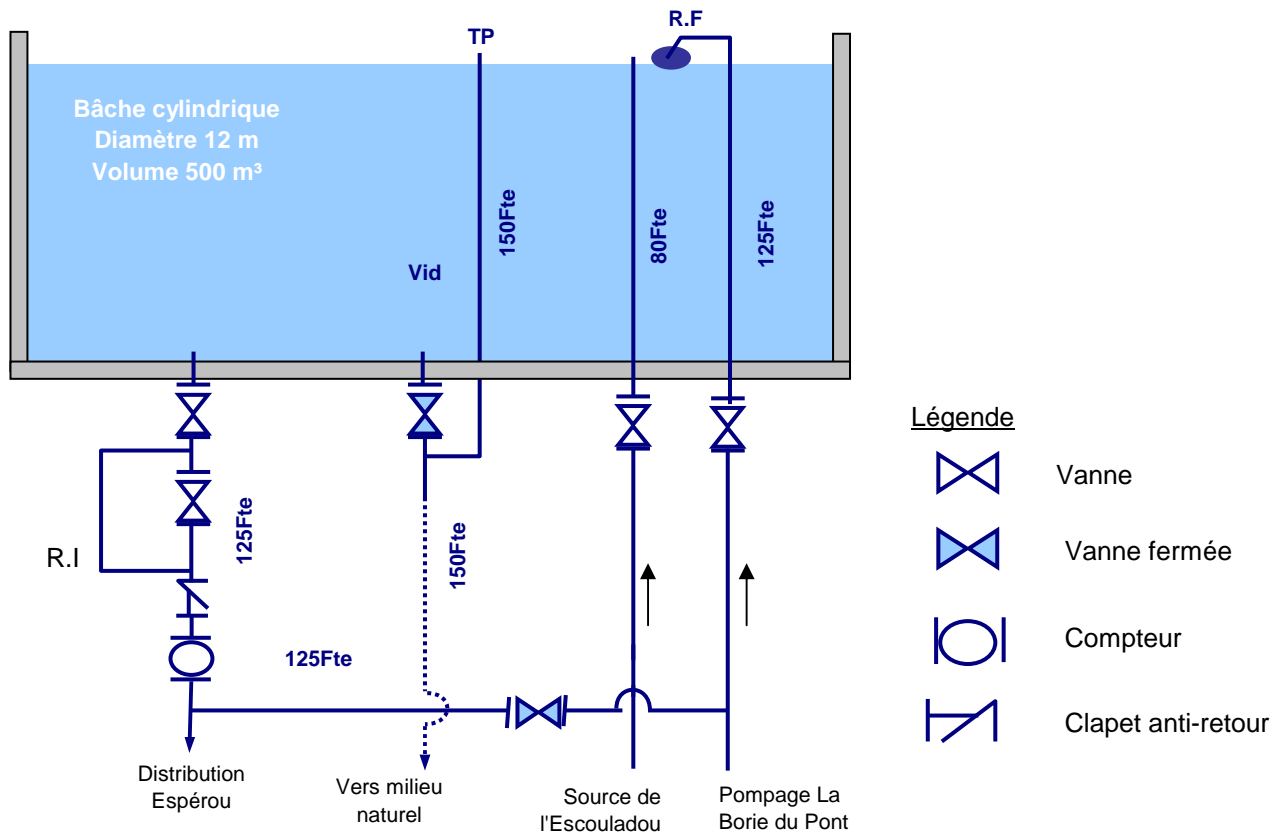 R.F
TP
Bâche cylindrique
Diamètre 12 m
Volume 500 m³
150Fte
80Fte
125Fte
Vid
R.I
125Fte
150Fte
125Fte
Distribution
Espérou
Vers milieu
naturel
Source de
l'Escouladou
Pompage La
Borie du Pont
Légende
Vanne
Vanne fermée
Compteur
Clapet anti-retour